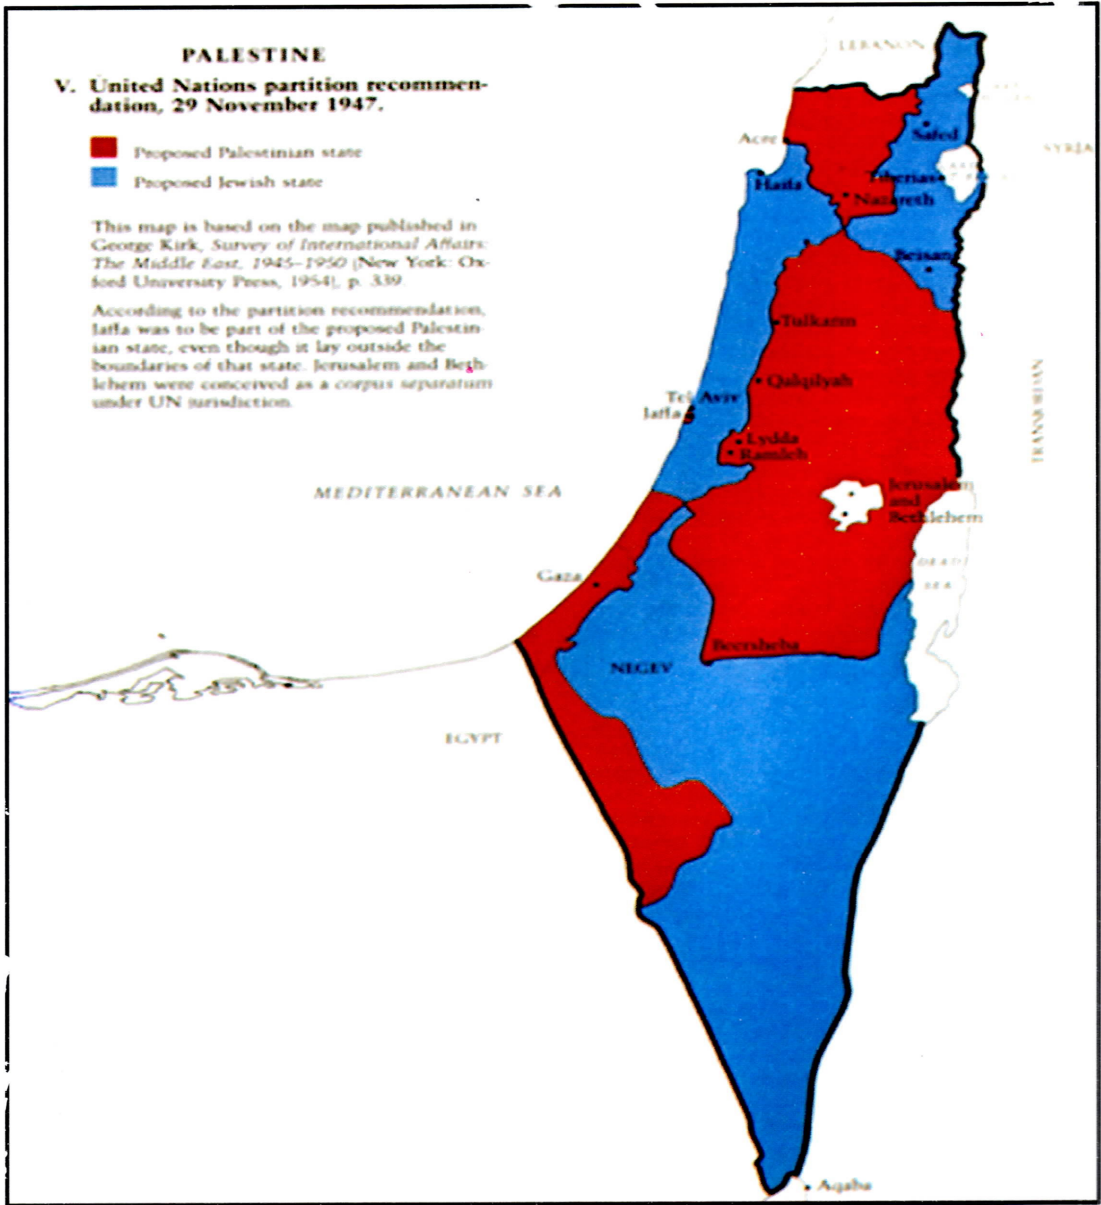 PALESTINE
V. United Nations partition recommen-
dation, 29 November 1947.
Proposed Palestinian state
Proposed Jewish state
This map is based on the map published in
George Kirk, Survey of International Affairs:
The Middle East, 1945–1950 (New York: Ox-
ford University Press, 1954), p. 339.
According to the partition recommendation,
Jaffa was to be part of the proposed Palestin-
ian state, even though it lay outside the
boundaries of that state. Jerusalem and Beth-
lehem were conceived as a corpus separatum
under UN jurisdiction.
LEBANON
SYRIA
Acre
Safed
Haifa
Tiberias
Nazareth
Beisan
Tulkarm
Qalqilyah
TRANSJORDAN
Tel Aviv
Jaffa
Lydda
Ramleh
MEDITERRANEAN SEA
Jerusalem
and
Bethlehem
DEAD
SEA
Gaza
Beersheba
NEGEV
EGYPT
Aqaba